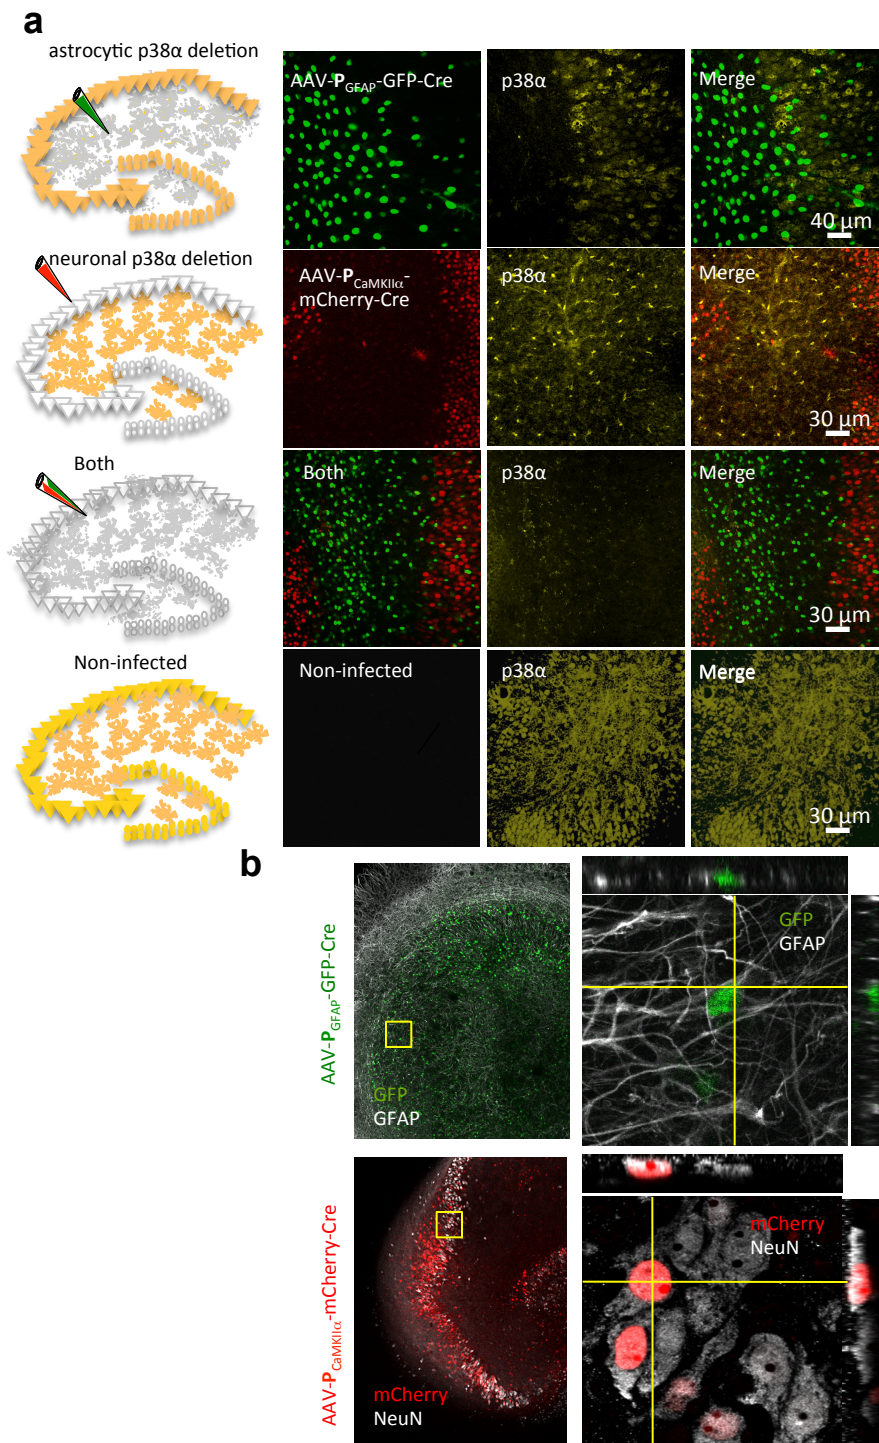 a
astrocytic p38α deletion
AAV-PGFAP-GFP-Cre
p38α
Merge
40 μm
neuronal p38α deletion
AAV-PCaMKIIα-
mCherry-Cre
p38α
Merge
30 μm
Both
Both
p38α
Merge
30 μm
Non-infected
Non-infected
p38α
Merge
30 μm
b
AAV-PGFAP-GFP-Cre
GFP
GFAP
GFP
GFAP
AAV-PCaMKIIα-mCherry-Cre
mCherry
NeuN
mCherry
NeuN